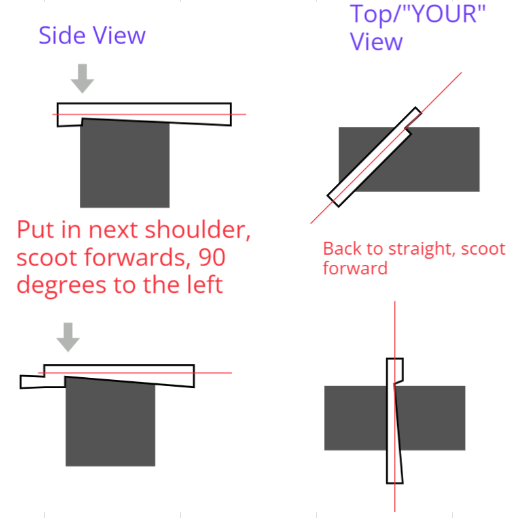 Side View
Top/"YOUR"
View
Put in next shoulder,
scoot forwards, 90
degrees to the left
Back to straight, scoot
forward